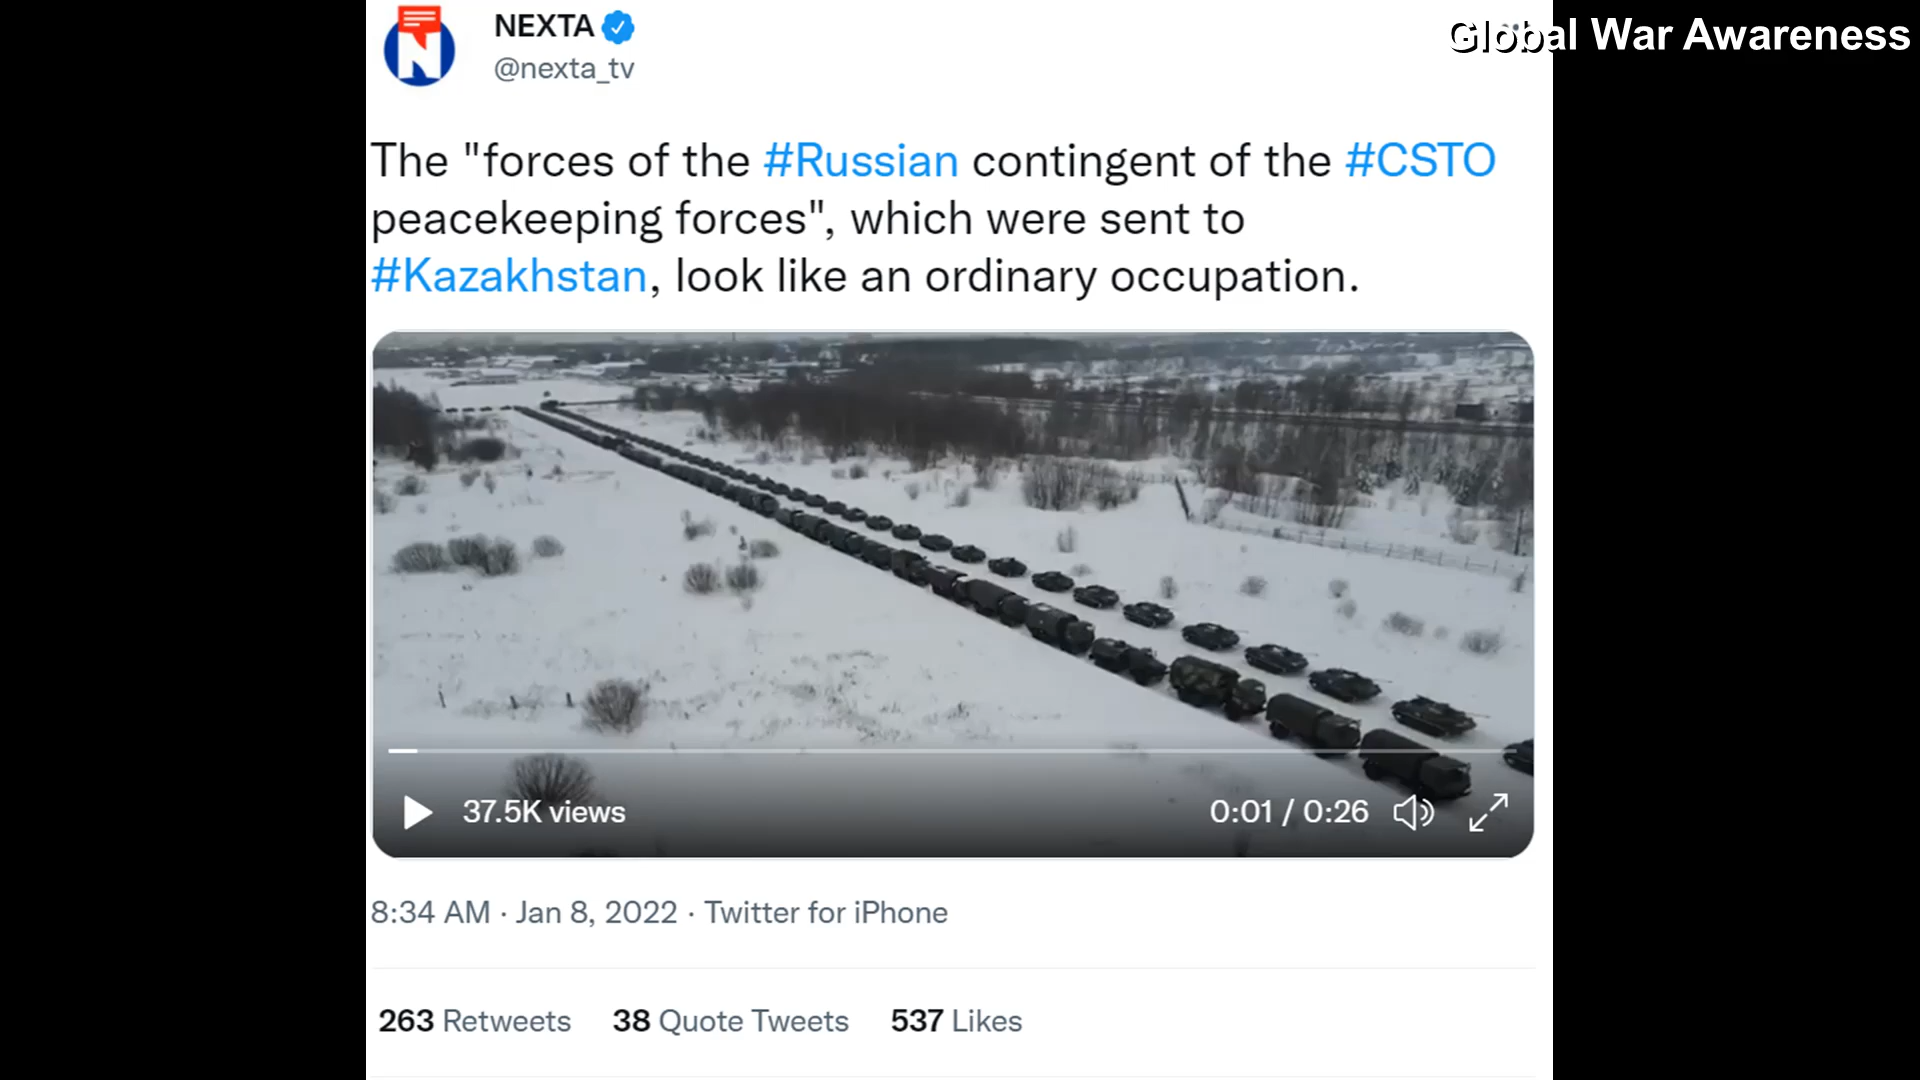 NEXTA
@nexta_tv
Global War Awareness
The "forces of the #Russian contingent of the #CSTO
peacekeeping forces", which were sent to
#Kazakhstan, look like an ordinary occupation.
37.5K views
0:01 / 0:26
8:34 AM · Jan 8, 2022 · Twitter for iPhone
263 Retweets 38 Quote Tweets 537 Likes